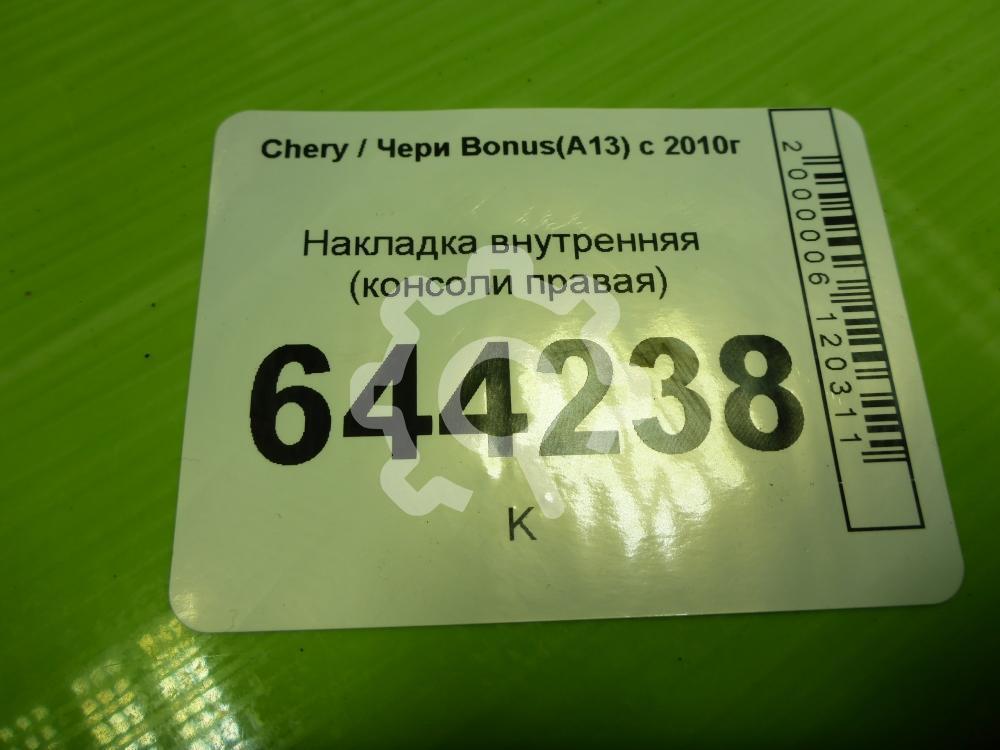 Chery / Чери Bonus(A13) с 2010г
Накладка внутренняя
(консоли правая)
644238
К
2000006120311